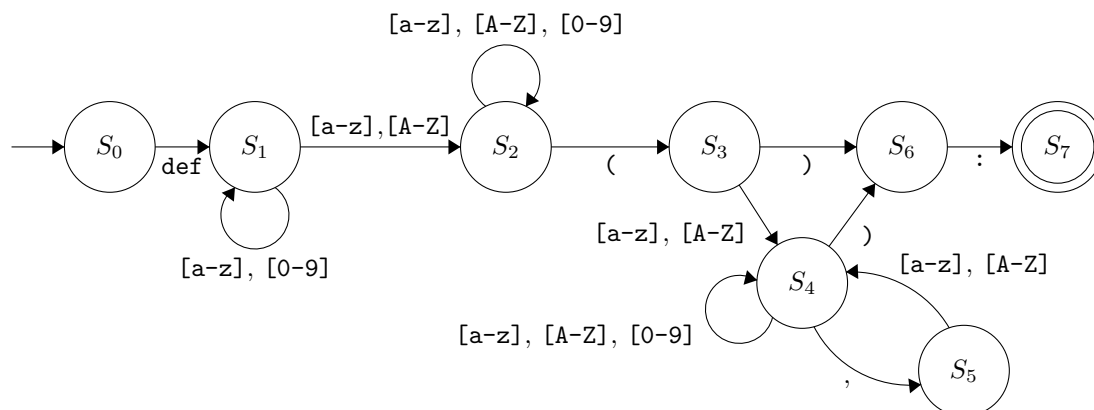 [a-z], [A-Z], [0-9]
S0 def S1 [a-z],[A-Z] S2 ( S3 ) S6 : S7
[a-z], [0-9]
[a-z], [A-Z] )
S4 [a-z], [A-Z]
[a-z], [A-Z], [0-9]
, S5